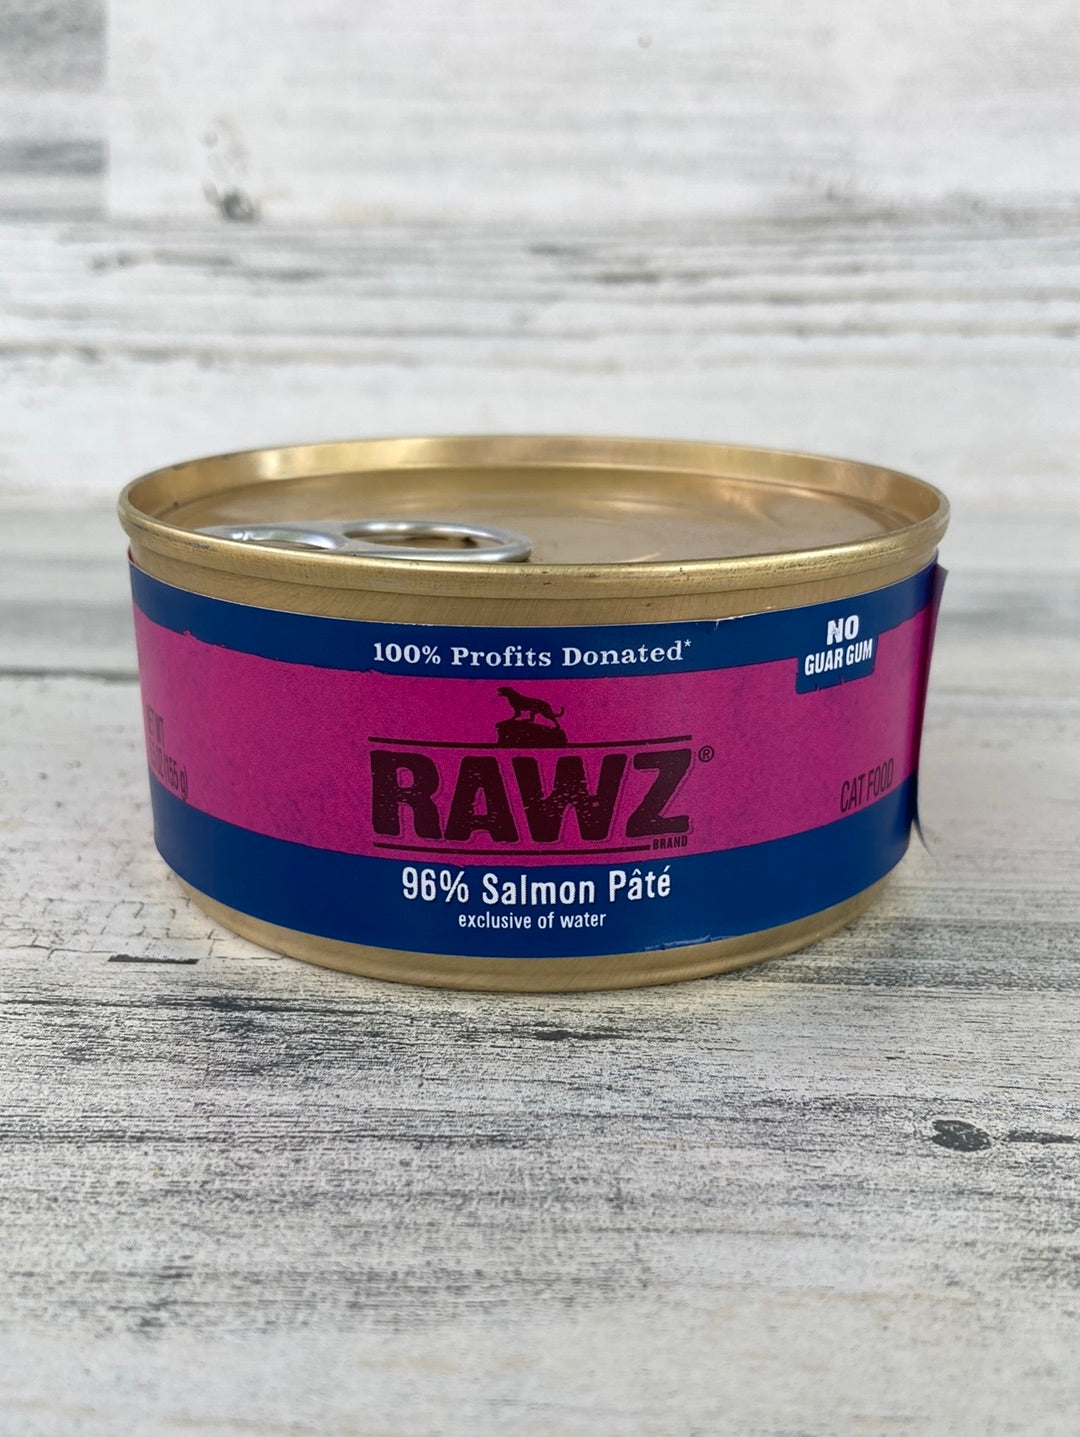 100% Profits Donated*
NO
GUAR GUM
RAWZ®
BRAND
CAT FOOD
96% Salmon Pâté
exclusive of water